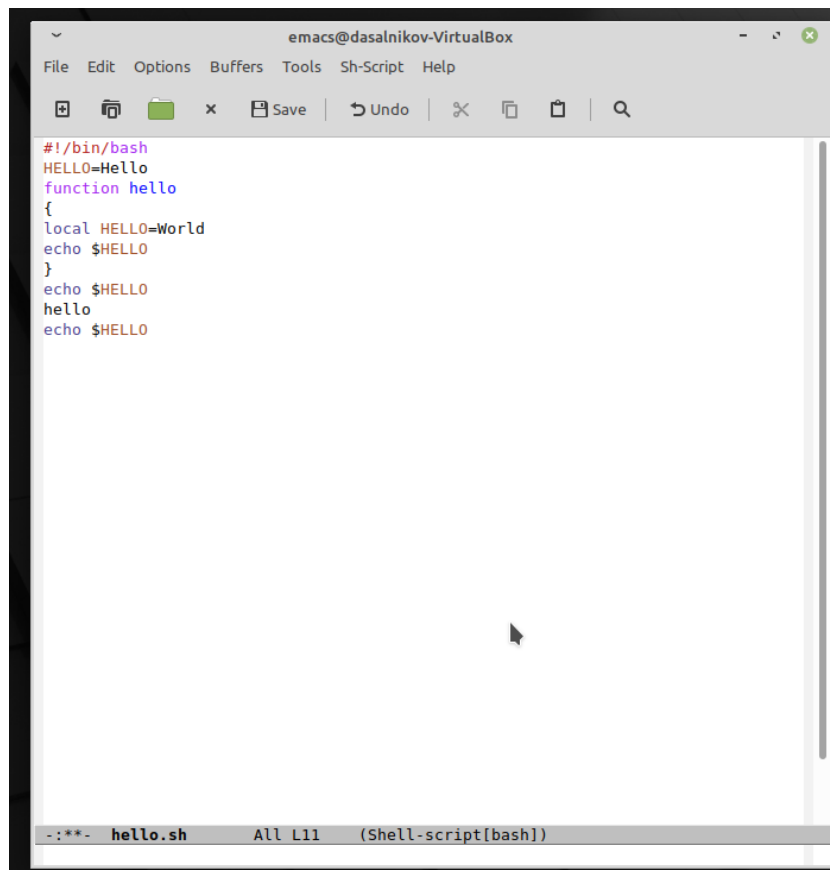 emacs@dasalnikov-VirtualBox
File Edit Options Buffers Tools Sh-Script Help
Save Undo
#!/bin/bash
HELLO=Hello
function hello
{
local HELLO=World
echo $HELLO
}
echo $HELLO
hello
echo $HELLO
-:**- hello.sh All L11 (Shell-script[bash])